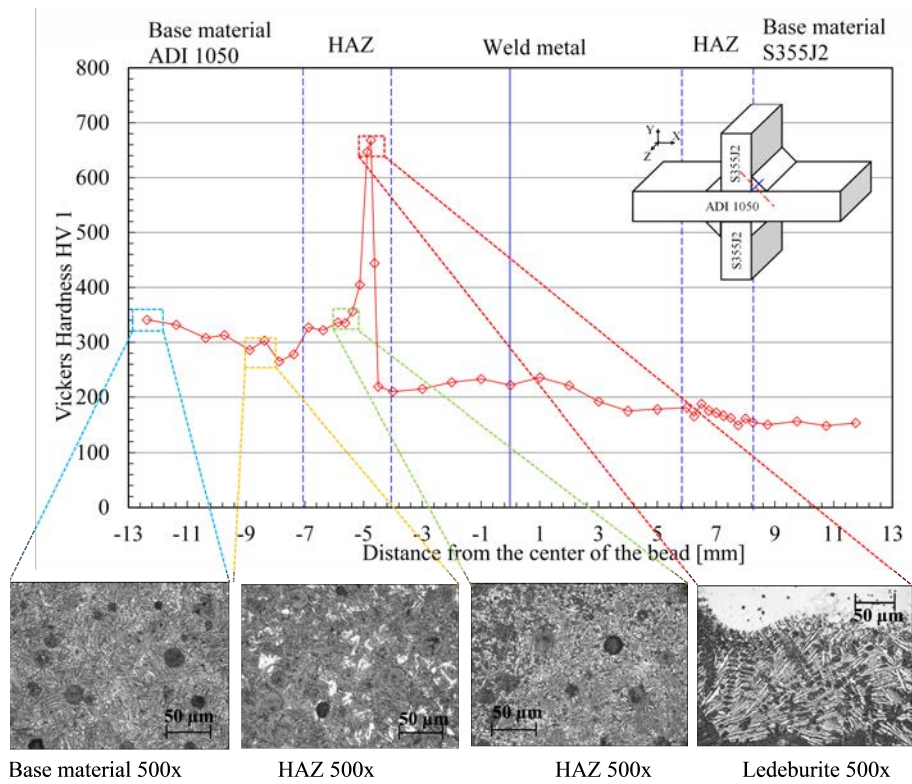 Base material
ADI 1050
HAZ
Weld metal
HAZ
Base material
S355J2
Vickers Hardness HV 1
800
700
600
500
400
300
200
100
0
-13 -11 -9 -7 -5 -3 -1 1 3 5 7 9 11 13
Distance from the center of the bead [mm]
Y
X
Z
S355J2
ADI 1050
S355J2
50 µm
50 µm
50 µm
50 µm
Base material 500x
HAZ 500x
HAZ 500x
Ledeburite 500x